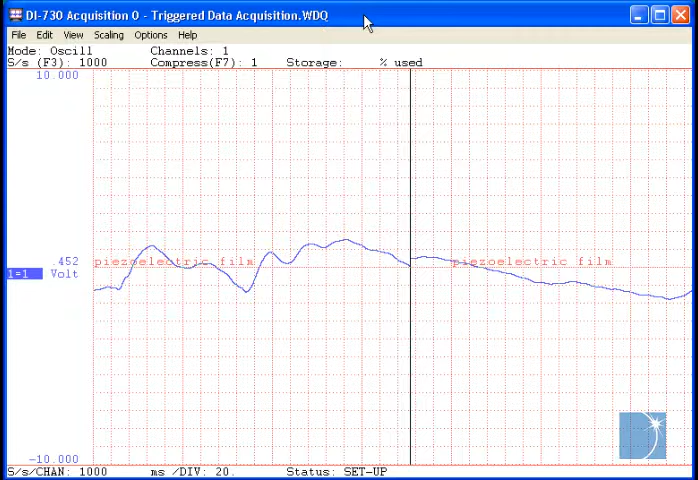 DI-730 Acquisition 0 - Triggered Data Acquisition.WDQ
File Edit View Scaling Options Help
Mode: Oscill Channels: 1
S/s (F3): 1000 Compress(F7): 1 Storage: % used
10.000
.452
piezoelectric film piezoelectric film
1=1 Volt
-10.000
S/s/CHAN: 1000 ms /DIV: 20. Status: SET-UP